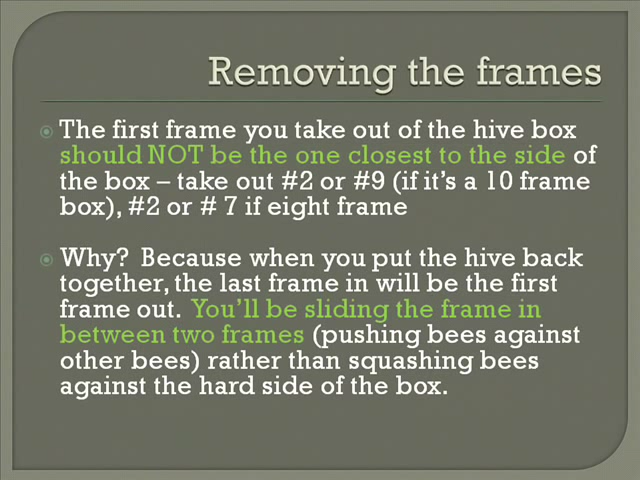 Removing the frames
The first frame you take out of the hive box
should NOT be the one closest to the side of
the box – take out #2 or #9 (if it's a 10 frame
box), #2 or # 7 if eight frame
Why?  Because when you put the hive back
together, the last frame in will be the first
frame out.  You'll be sliding the frame in
between two frames (pushing bees against
other bees) rather than squashing bees
against the hard side of the box.